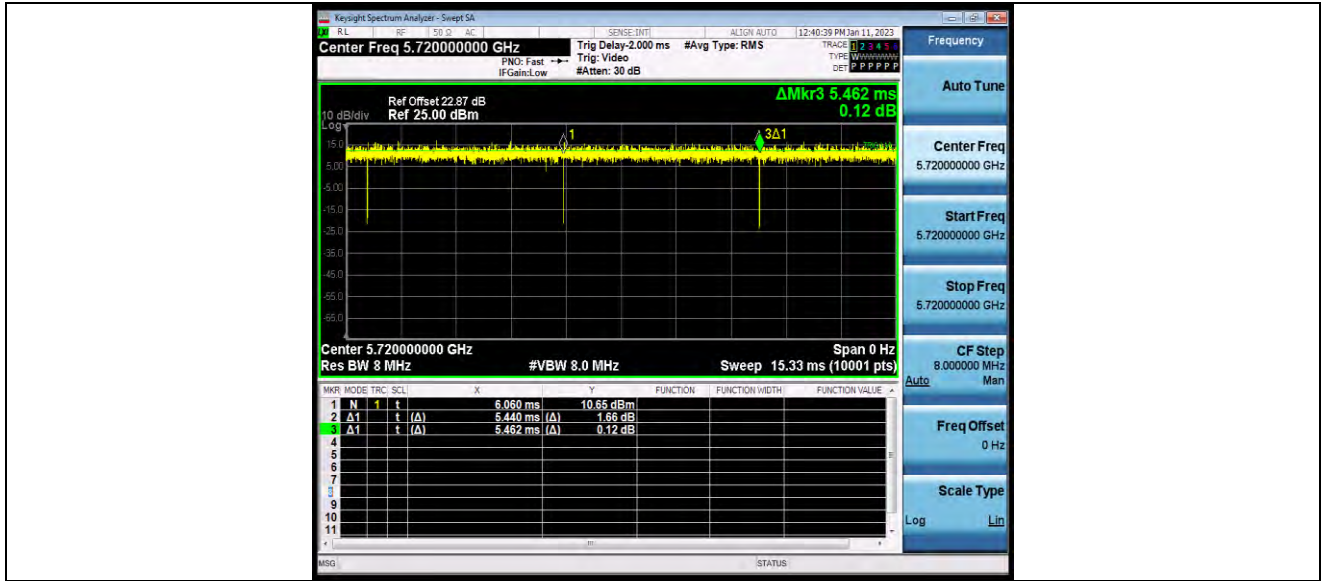 Keysight Spectrum Analyzer - Swept SA
RL RF 50 Ω AC SENSE:INT ALIGN AUTO 12:40:39 PM Jan 11, 2023
Center Freq 5.720000000 GHz Trig Delay-2.000 ms #Avg Type: RMS TRACE 1 2 3 4 5 6
PNO: Fast Trig: Video TYPE WWWWWW
IFGain:Low #Atten: 30 dB DET P P P P P P
Frequency
ΔMkr3 5.462 ms
0.12 dB
Ref Offset 22.87 dB
10 dB/div Ref 25.00 dBm
Log
1
3Δ1
15.0
5.00
-5.00
-15.0
-25.0
-35.0
-45.0
-55.0
-65.0
Center 5.720000000 GHz Span 0 Hz
Res BW 8 MHz #VBW 8.0 MHz Sweep 15.33 ms (10001 pts)
MKR MODE TRC SCL X Y FUNCTION FUNCTION WIDTH FUNCTION VALUE
1 N 1 t 6.060 ms 10.65 dBm
2 Δ1 t (Δ) 5.440 ms (Δ) 1.66 dB
3 Δ1 t (Δ) 5.462 ms (Δ) 0.12 dB
4
5
6
7
8
9
10
11
MSG STATUS
Auto Tune
Center Freq
5.720000000 GHz
Start Freq
5.720000000 GHz
Stop Freq
5.720000000 GHz
CF Step
8.000000 MHz
Auto Man
Freq Offset
0 Hz
Scale Type
Log Lin